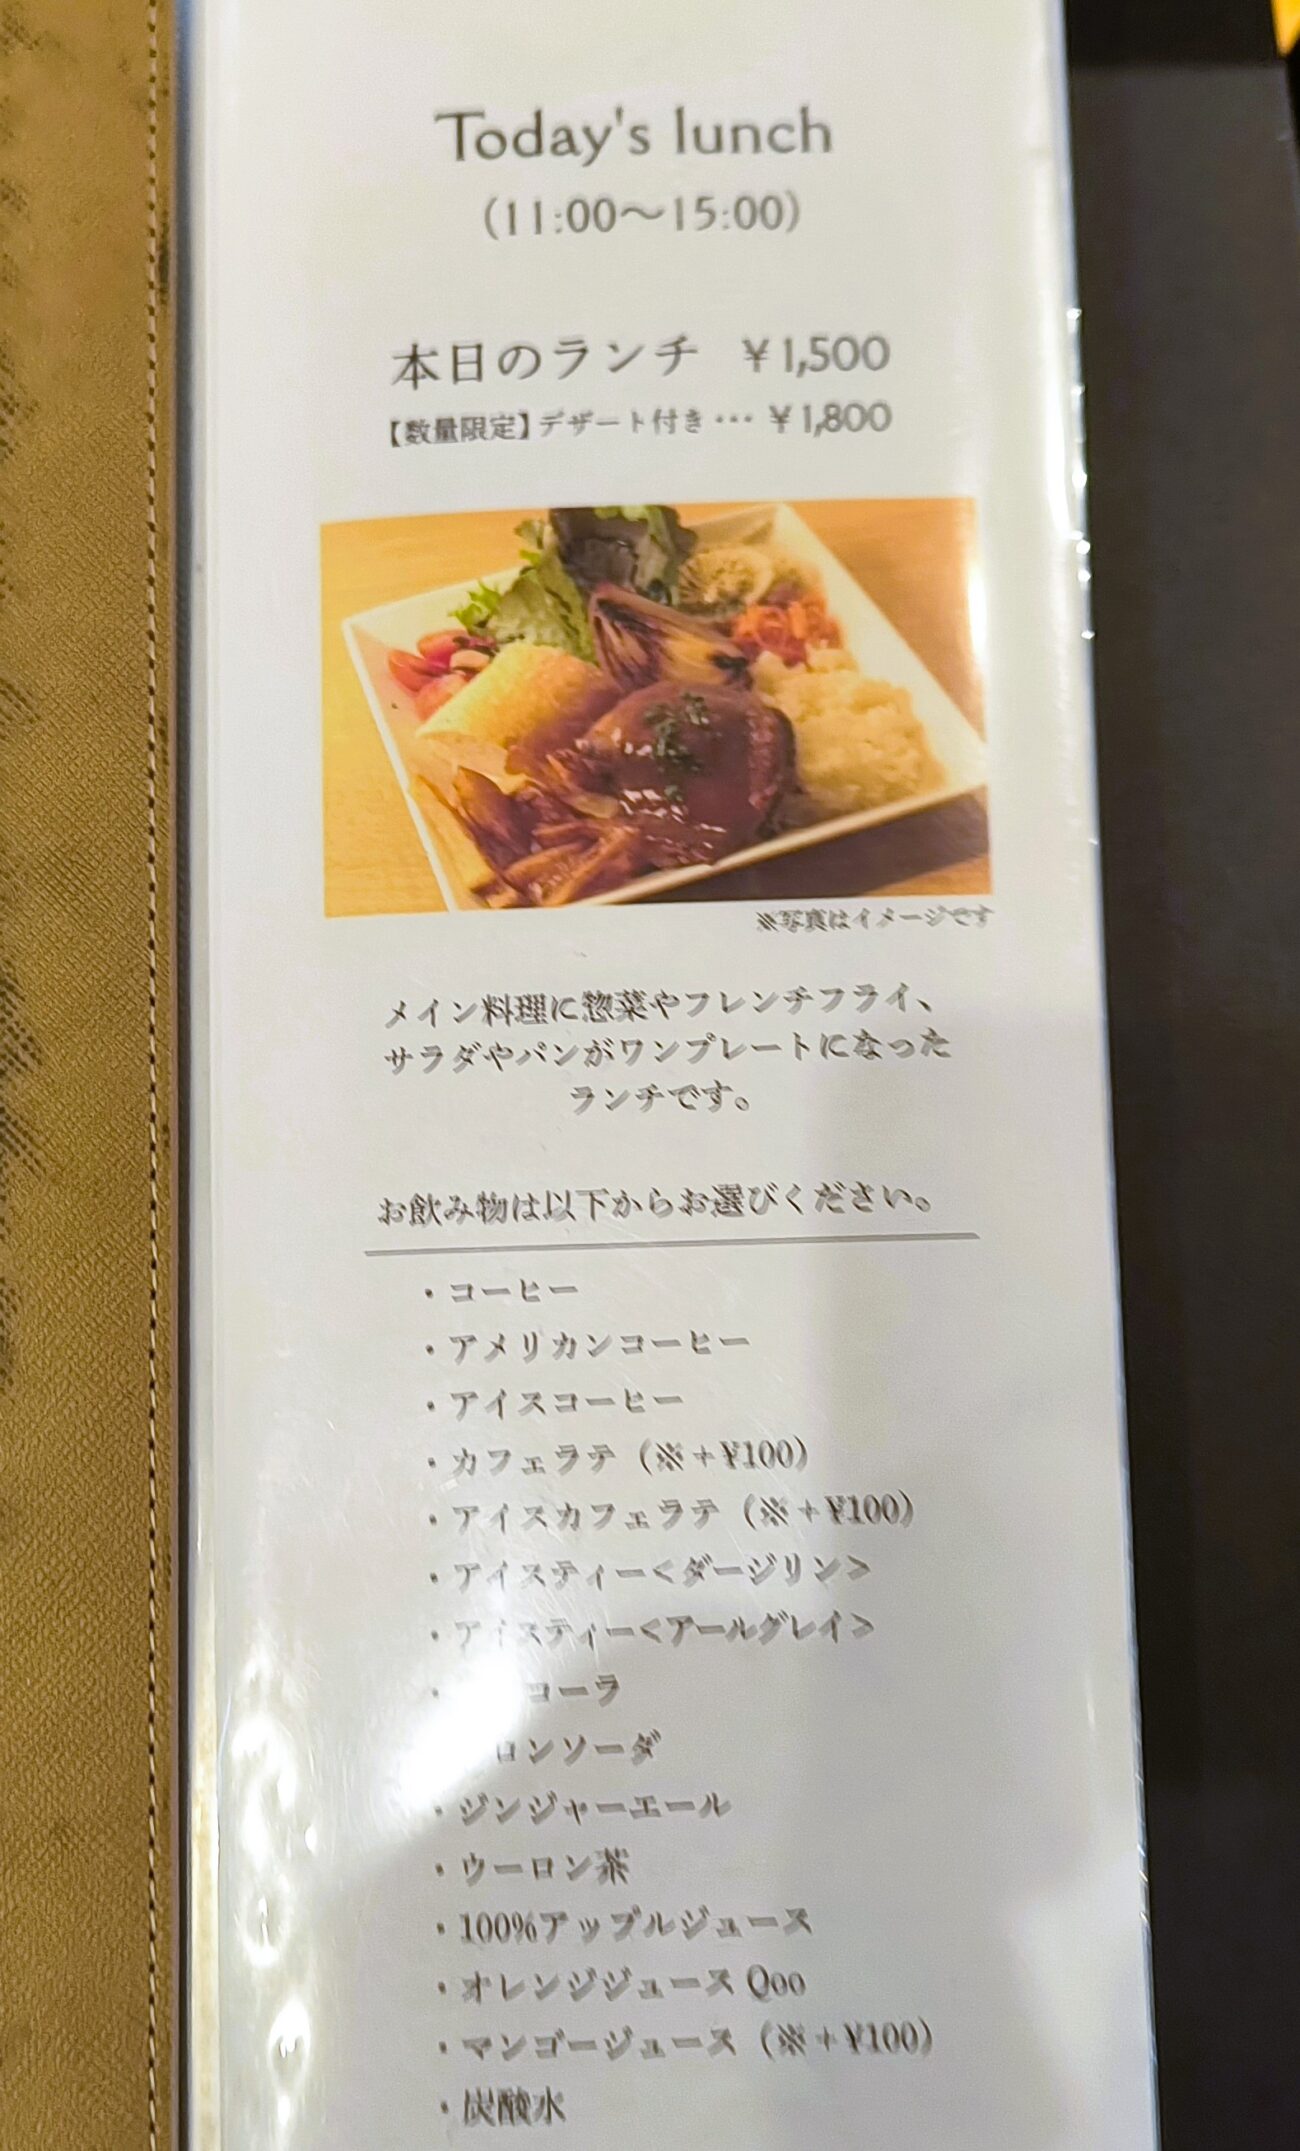 Today's lunch
(11:00～15:00)
本日のランチ ￥1,500
【数量限定】デザート付き･･･￥1,800
※写真はイメージです
メイン料理に惣菜やフレンチフライ、
サラダやパンがワンプレートになった
ランチです。
お飲み物は以下からお選びください。
・コーヒー
・アメリカンコーヒー
・アイスコーヒー
・カフェラテ（※＋¥100）
・アイスカフェラテ（※＋¥100）
・アイスティー＜ダージリン＞
・アイスティー＜アールグレイ＞
・コーラ
ロンソーダ
・ジンジャーエール
・ウーロン茶
・100%アップルジュース
・オレンジジュース Qoo
・マンゴージュース（※＋¥100）
・炭酸水